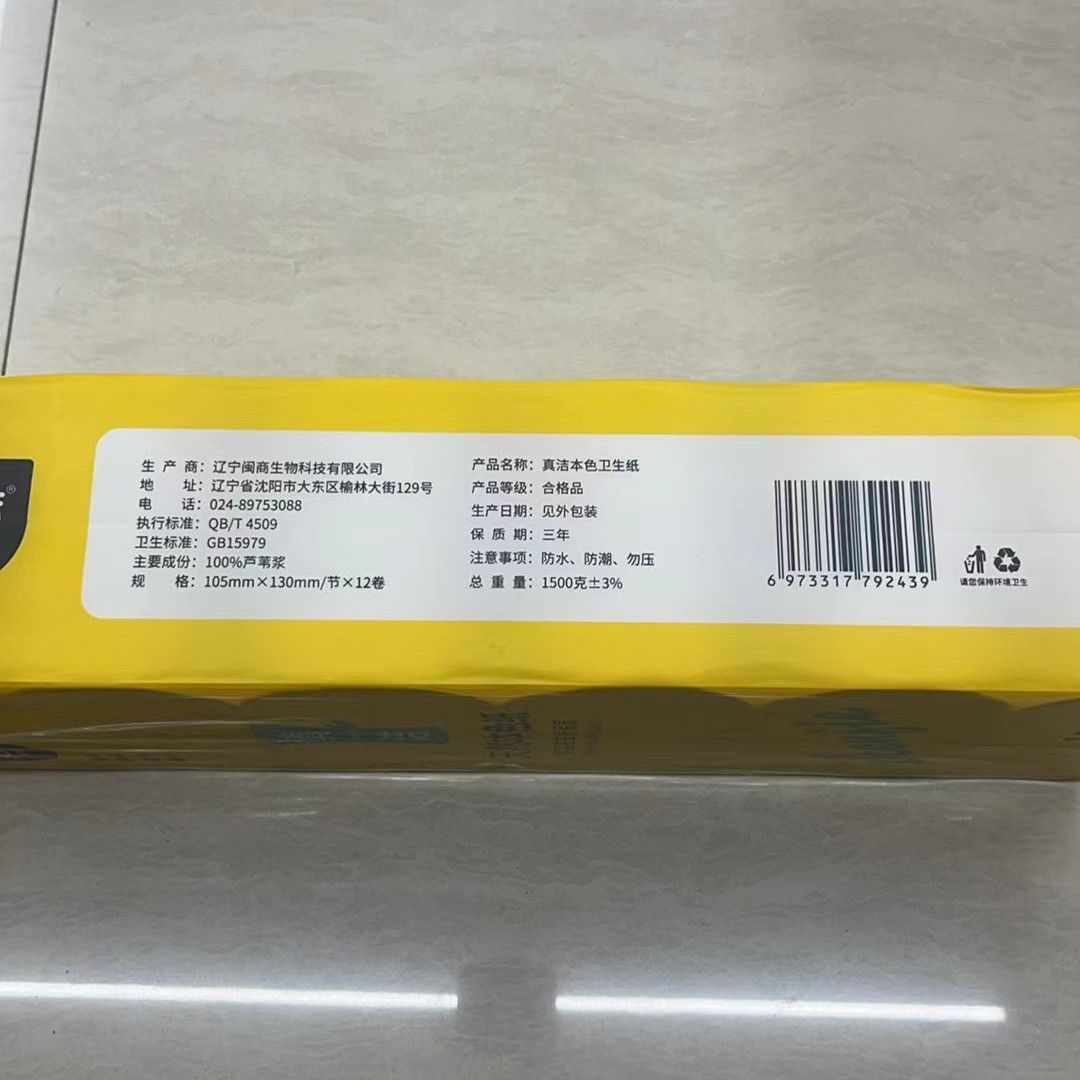 生产商：辽宁闽商生物科技有限公司
地 址：辽宁省沈阳市大东区榆林大街129号
电 话：024-89753088
执行标准：QB/T 4509
卫生标准：GB15979
主要成份：100%芦苇浆
规 格：105mm×130mm/节×12卷
产品名称：真洁本色卫生纸
产品等级：合格品
生产日期：见外包装
保 质 期：三年
注意事项：防水、防潮、勿压
总 重 量：1500克±3%
6 973317 792439
请您保持环境卫生
®